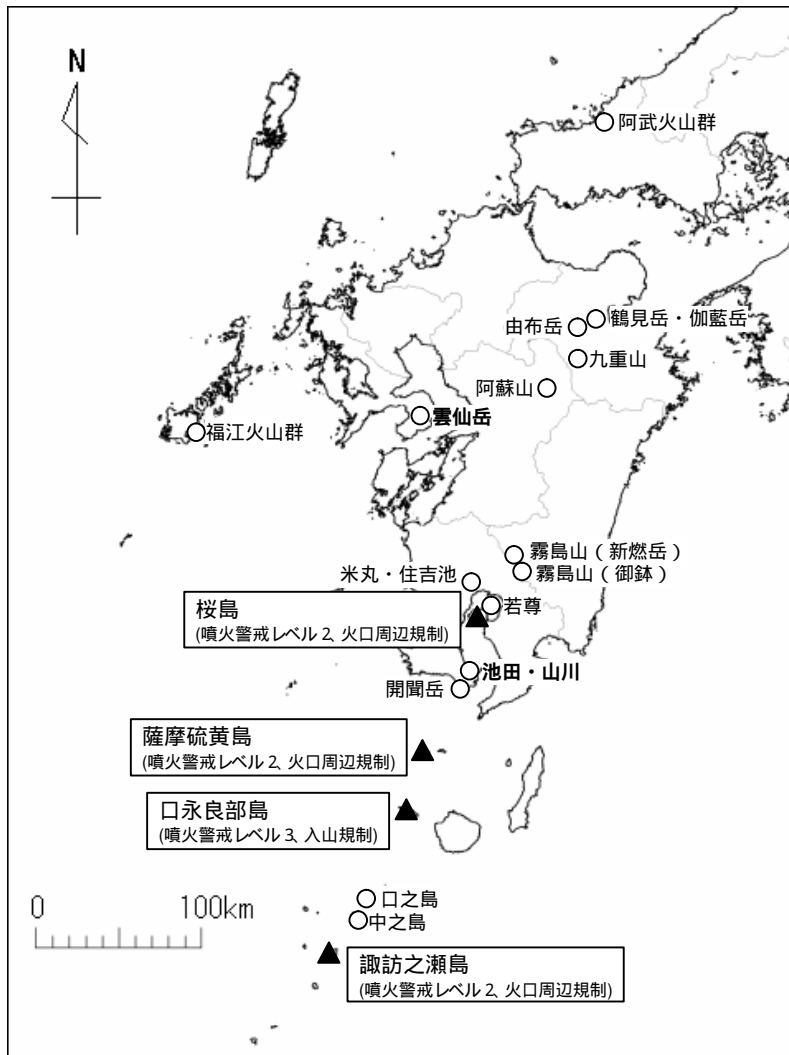 N
阿武火山群
鶴見岳・伽藍岳
由布岳
九重山
阿蘇山
雲仙岳
福江火山群
霧島山(新燃岳)
霧島山(御鉢)
米丸・住吉池
若尊
桜島
(噴火警戒レベル2、火口周辺規制)
池田・山川
開聞岳
薩摩硫黄島
(噴火警戒レベル2、火口周辺規制)
口永良部島
(噴火警戒レベル3、入山規制)
口之島
0 100km
中之島
諏訪之瀬島
(噴火警戒レベル2、火口周辺規制)